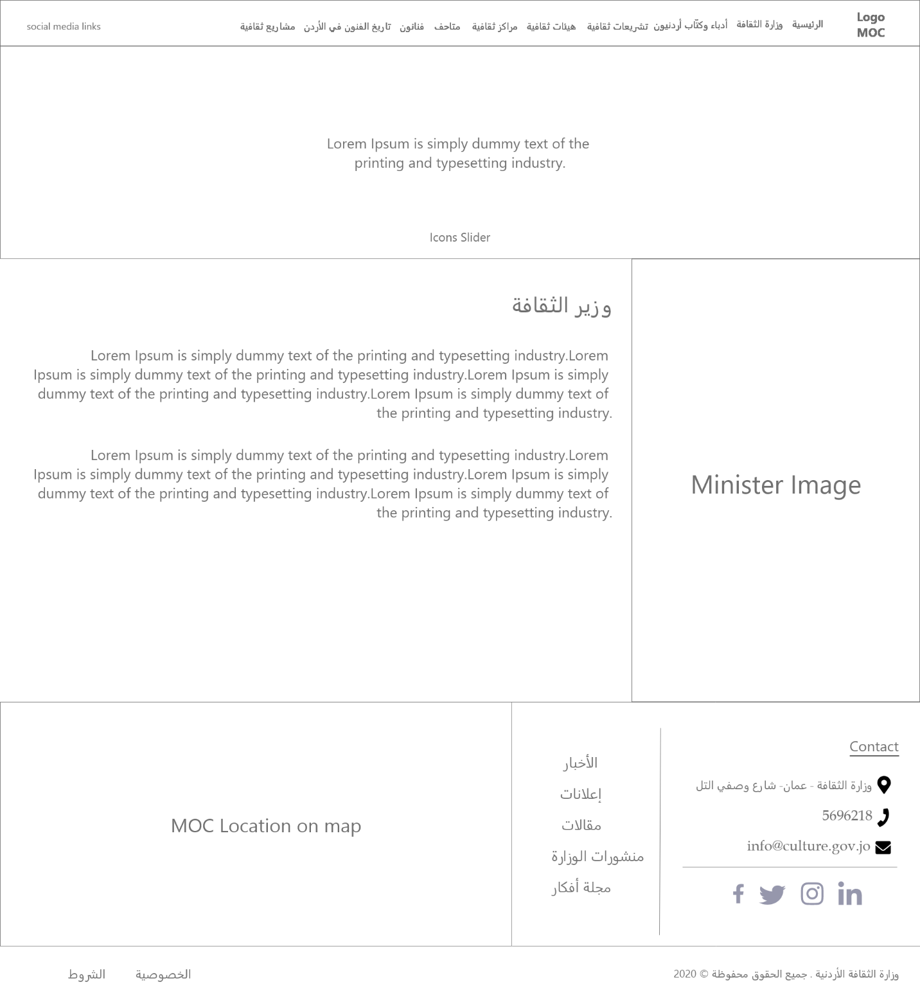 Logo
MOC
الرئيسية
وزارة الثقافة
أدباء وكتّاب أردنيون
تشريعات ثقافية
هيئات ثقافية
مراكز ثقافية
متاحف
فنانون
تاريخ الفنون في الأردن
مشاريع ثقافية
social media links
Lorem Ipsum is simply dummy text of the
printing and typesetting industry.
Icons Slider
وزير الثقافة
Lorem Ipsum is simply dummy text of the printing and typesetting industry.Lorem
Ipsum is simply dummy text of the printing and typesetting industry.Lorem Ipsum is simply
dummy text of the printing and typesetting industry.Lorem Ipsum is simply dummy text of
the printing and typesetting industry.
Lorem Ipsum is simply dummy text of the printing and typesetting industry.Lorem
Ipsum is simply dummy text of the printing and typesetting industry.Lorem Ipsum is simply
dummy text of the printing and typesetting industry.Lorem Ipsum is simply dummy text of
the printing and typesetting industry.
Minister Image
Contact
وزارة الثقافة - عمان- شارع وصفي التل
5696218
info@culture.gov.jo
الأخبار
إعلانات
مقالات
منشورات الوزارة
مجلة أفكار
MOC Location on map
وزارة الثقافة الأردنية . جميع الحقوق محفوظة © 2020
الخصوصية
الشروط